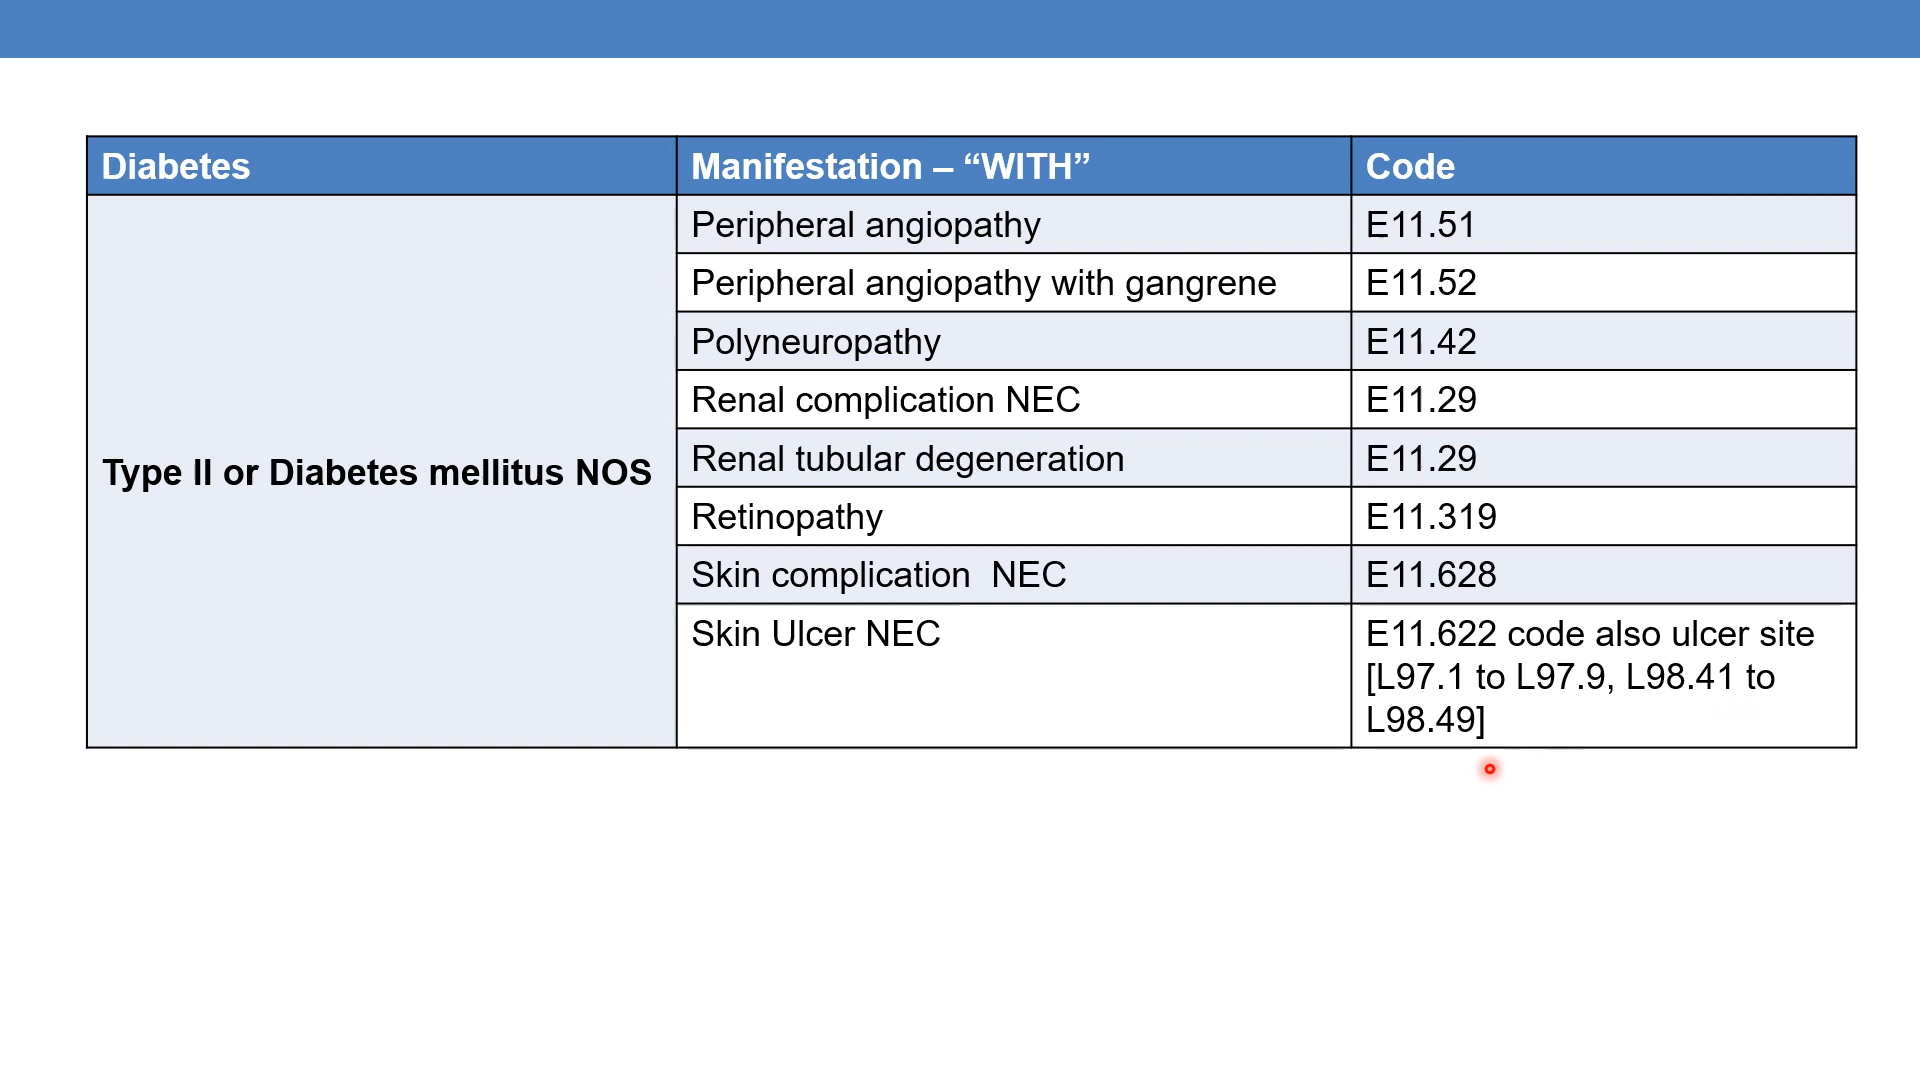 Diabetes
Manifestation – “WITH”
Code
Type II or Diabetes mellitus NOS
Peripheral angiopathy
E11.51
Peripheral angiopathy with gangrene
E11.52
Polyneuropathy
E11.42
Renal complication NEC
E11.29
Renal tubular degeneration
E11.29
Retinopathy
E11.319
Skin complication  NEC
E11.628
Skin Ulcer NEC
E11.622 code also ulcer site
[L97.1 to L97.9, L98.41 to
L98.49]